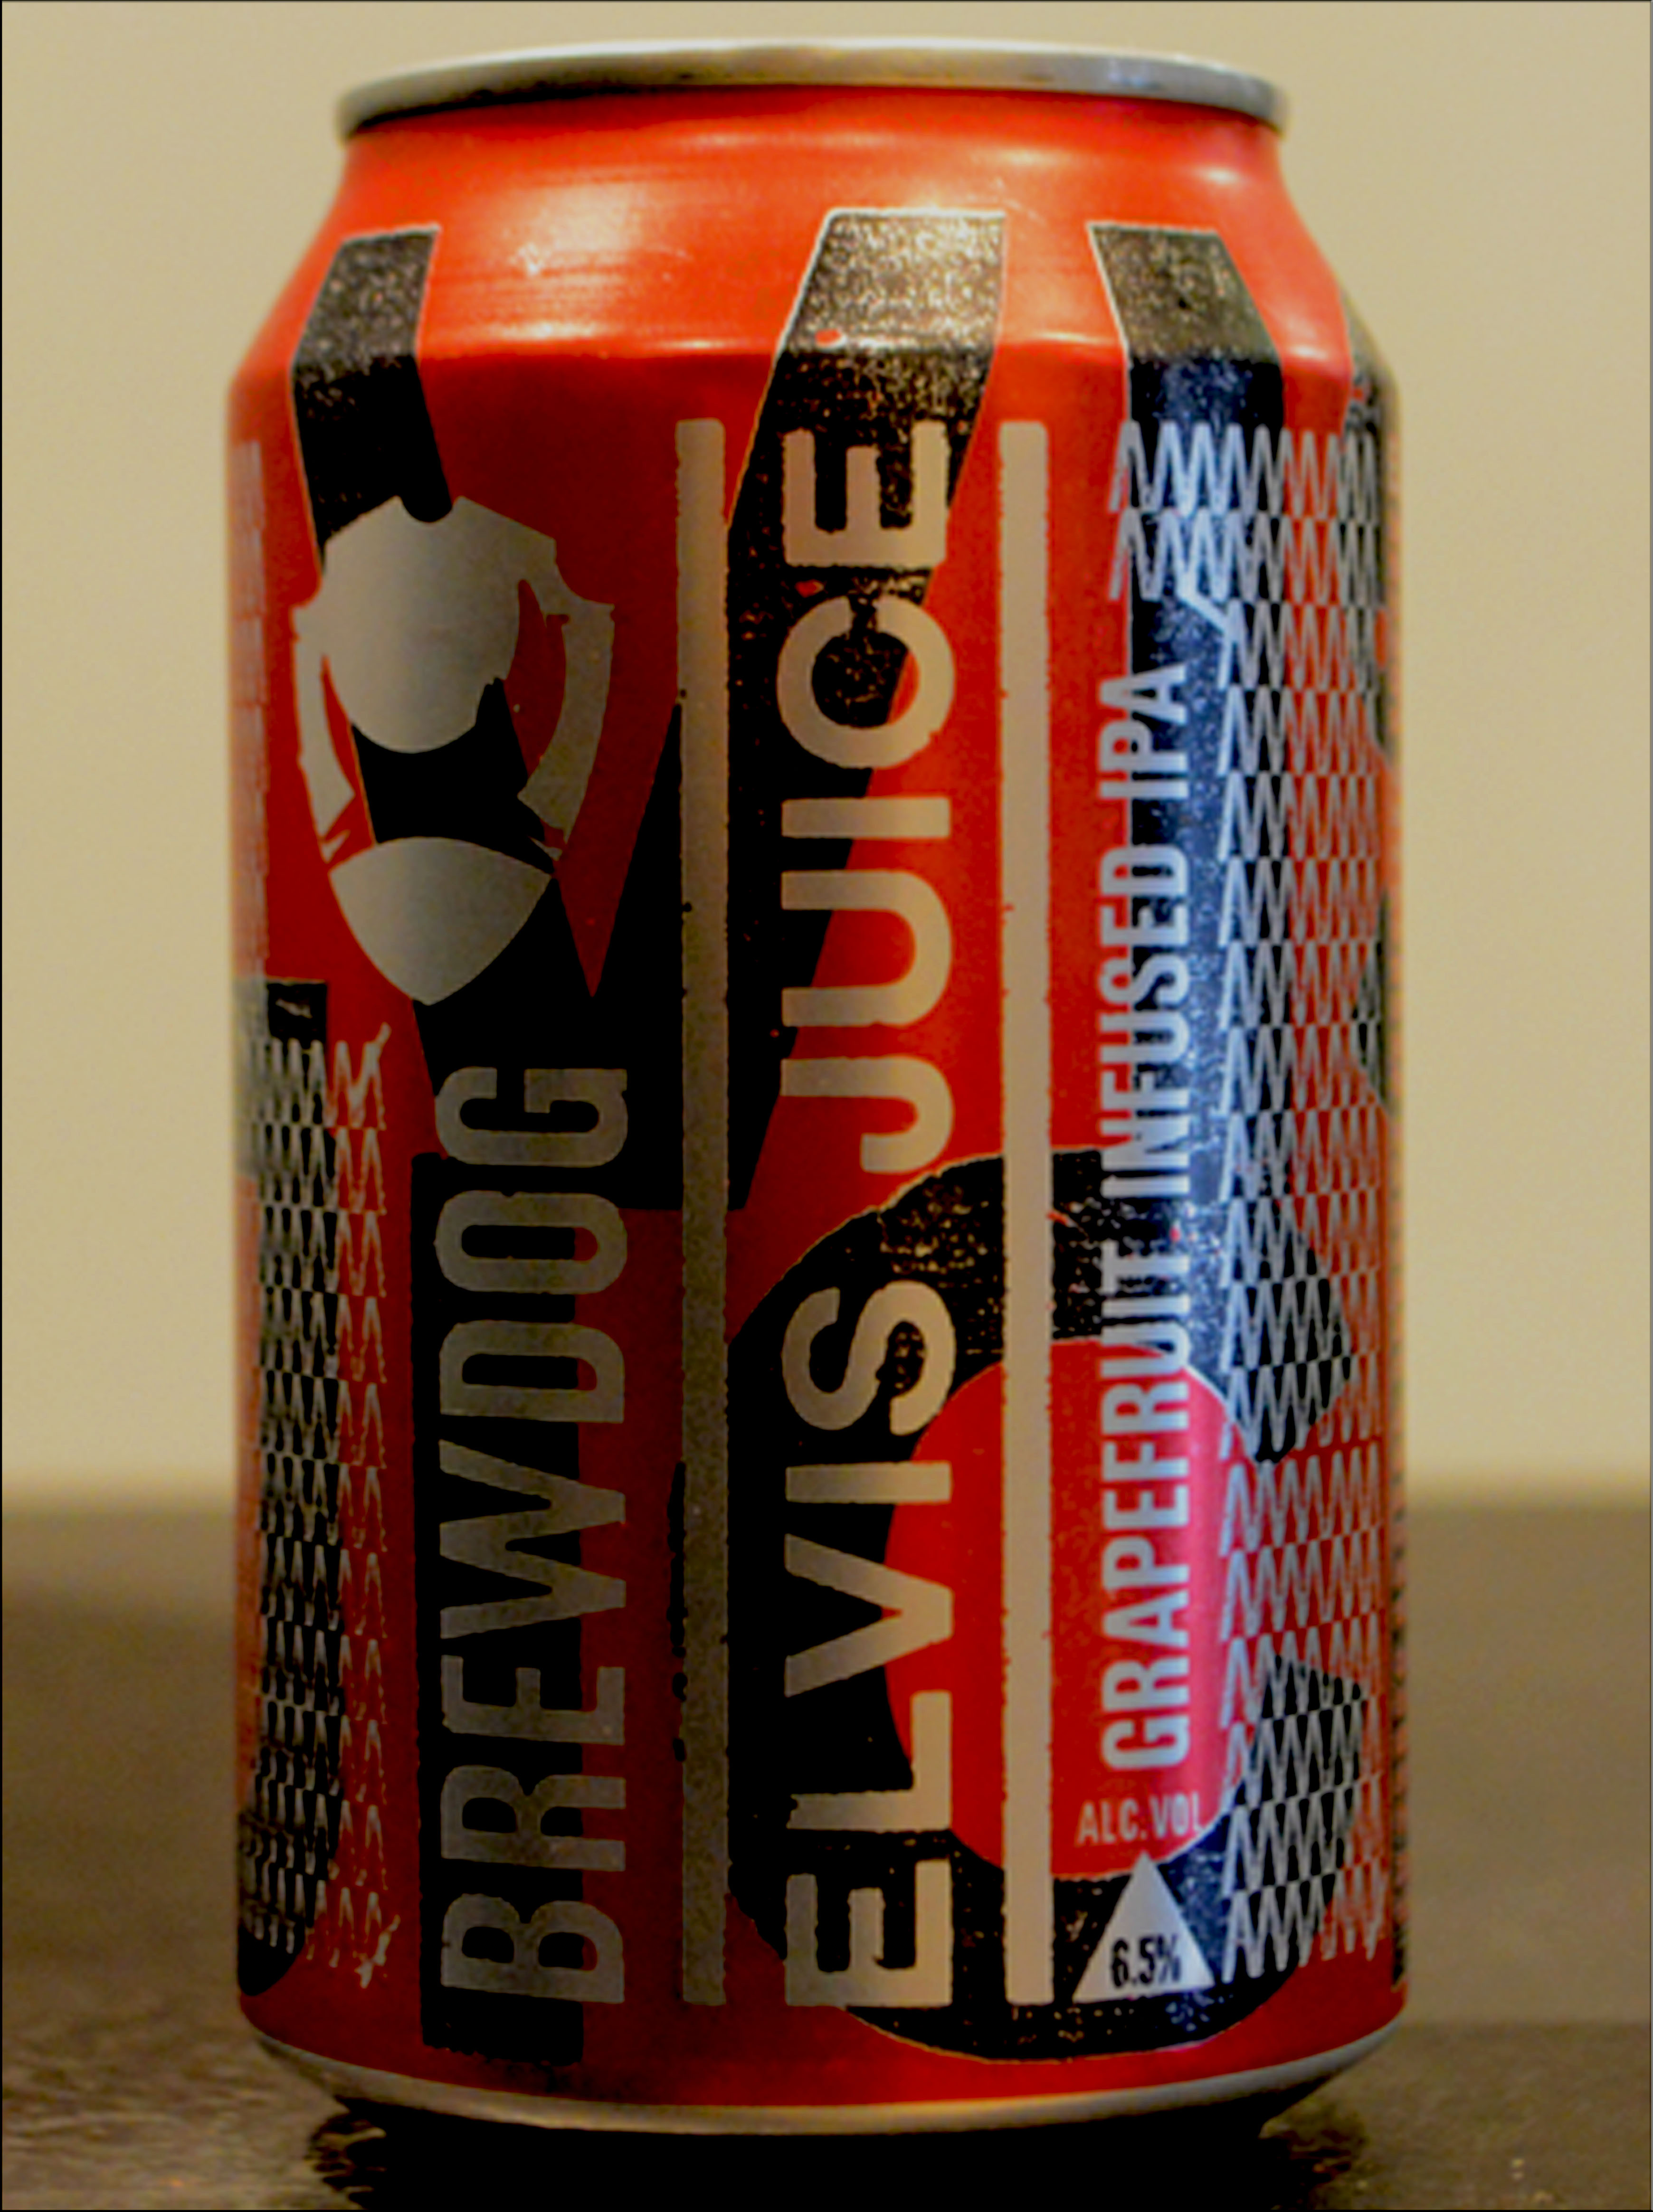 BREWDOG
ELVIS JUICE
GRAPEFRUIT INFUSED IPA
ALC.VOL
6.5%